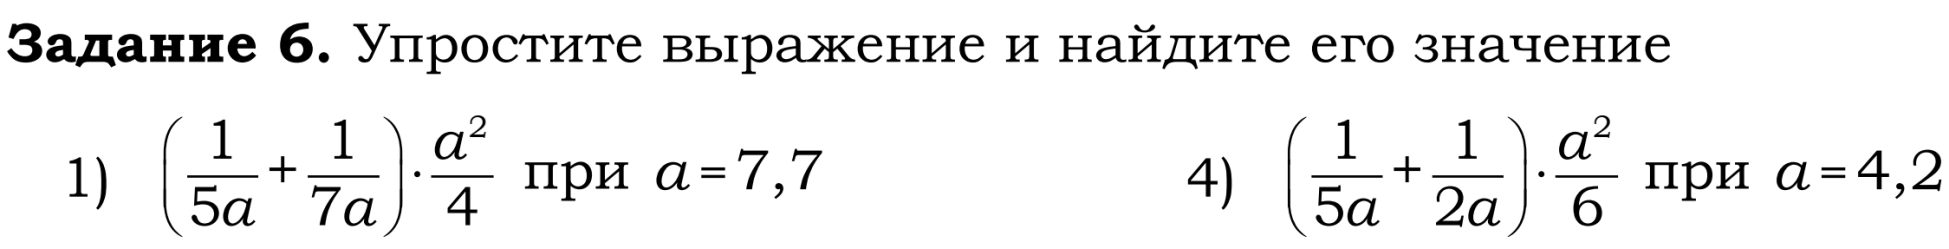 Задание 6. Упростите выражение и найдите его значение
1) (1/5a + 1/7a) · a²/4 при a = 7,7
4) (1/5a + 1/2a) · a²/6 при a = 4,2